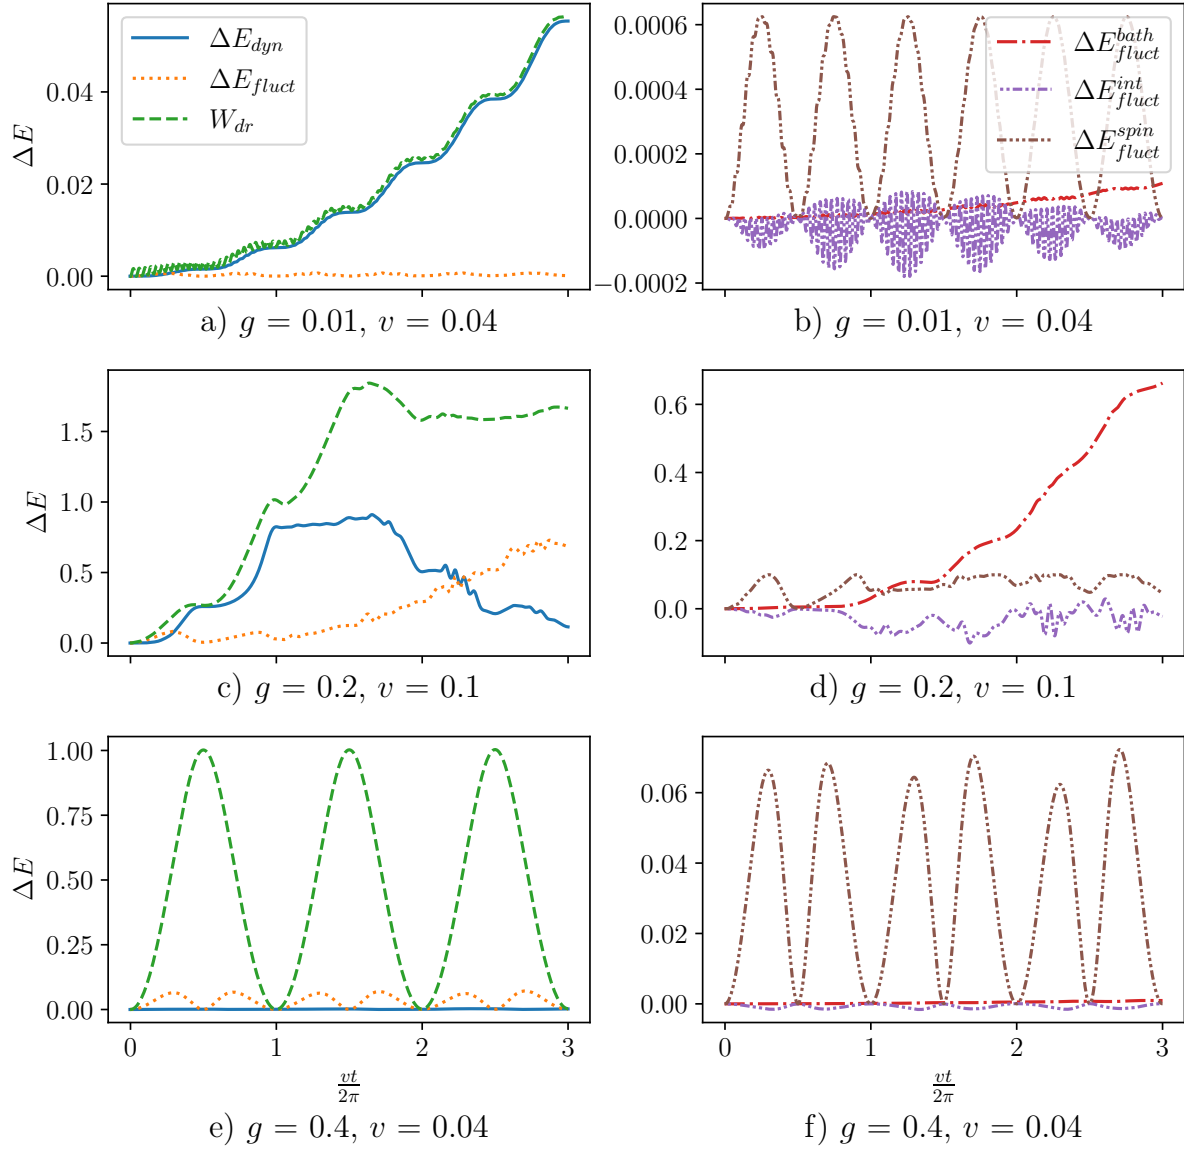 ΔE
0.04
0.02
0.00
ΔE_dyn
ΔE_fluct
W_dr
a) g = 0.01, v = 0.04
0.0006
0.0004
0.0002
0.0000
−0.0002
ΔE^bath_fluct
ΔE^int_fluct
ΔE^spin_fluct
b) g = 0.01, v = 0.04
ΔE
1.5
1.0
0.5
0.0
c) g = 0.2, v = 0.1
0.6
0.4
0.2
0.0
d) g = 0.2, v = 0.1
ΔE
1.00
0.75
0.50
0.25
0.00
0 1 2 3
vt/2π
e) g = 0.4, v = 0.04
0.06
0.04
0.02
0.00
0 1 2 3
vt/2π
f) g = 0.4, v = 0.04